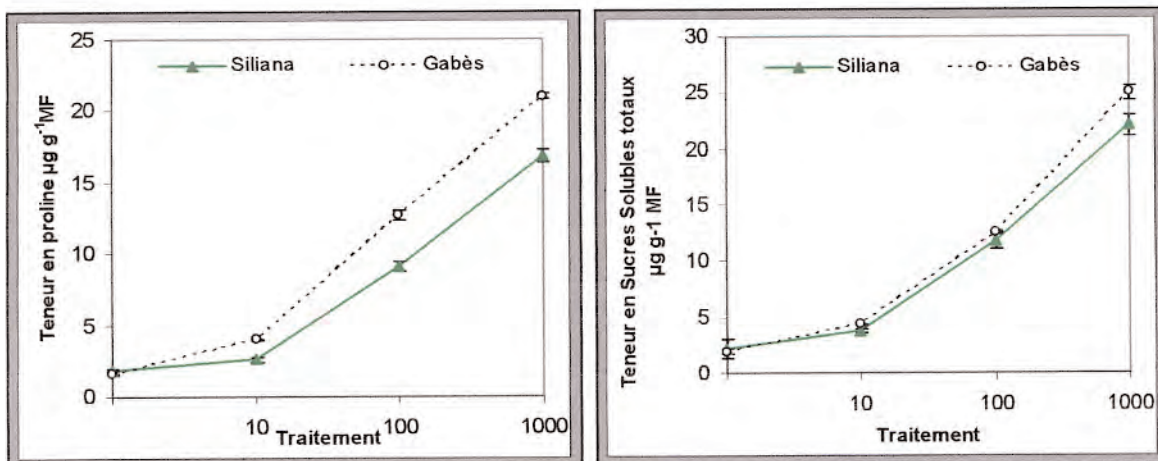 25
20
15
10
5
0
Teneur en proline µg g-1MF
Siliana
Gabès
10
100
1000
Traitement
30
25
20
15
10
5
0
Teneur en Sucres Solubles totaux
µg g-1 MF
Siliana
Gabès
10
100
1000
Traitement